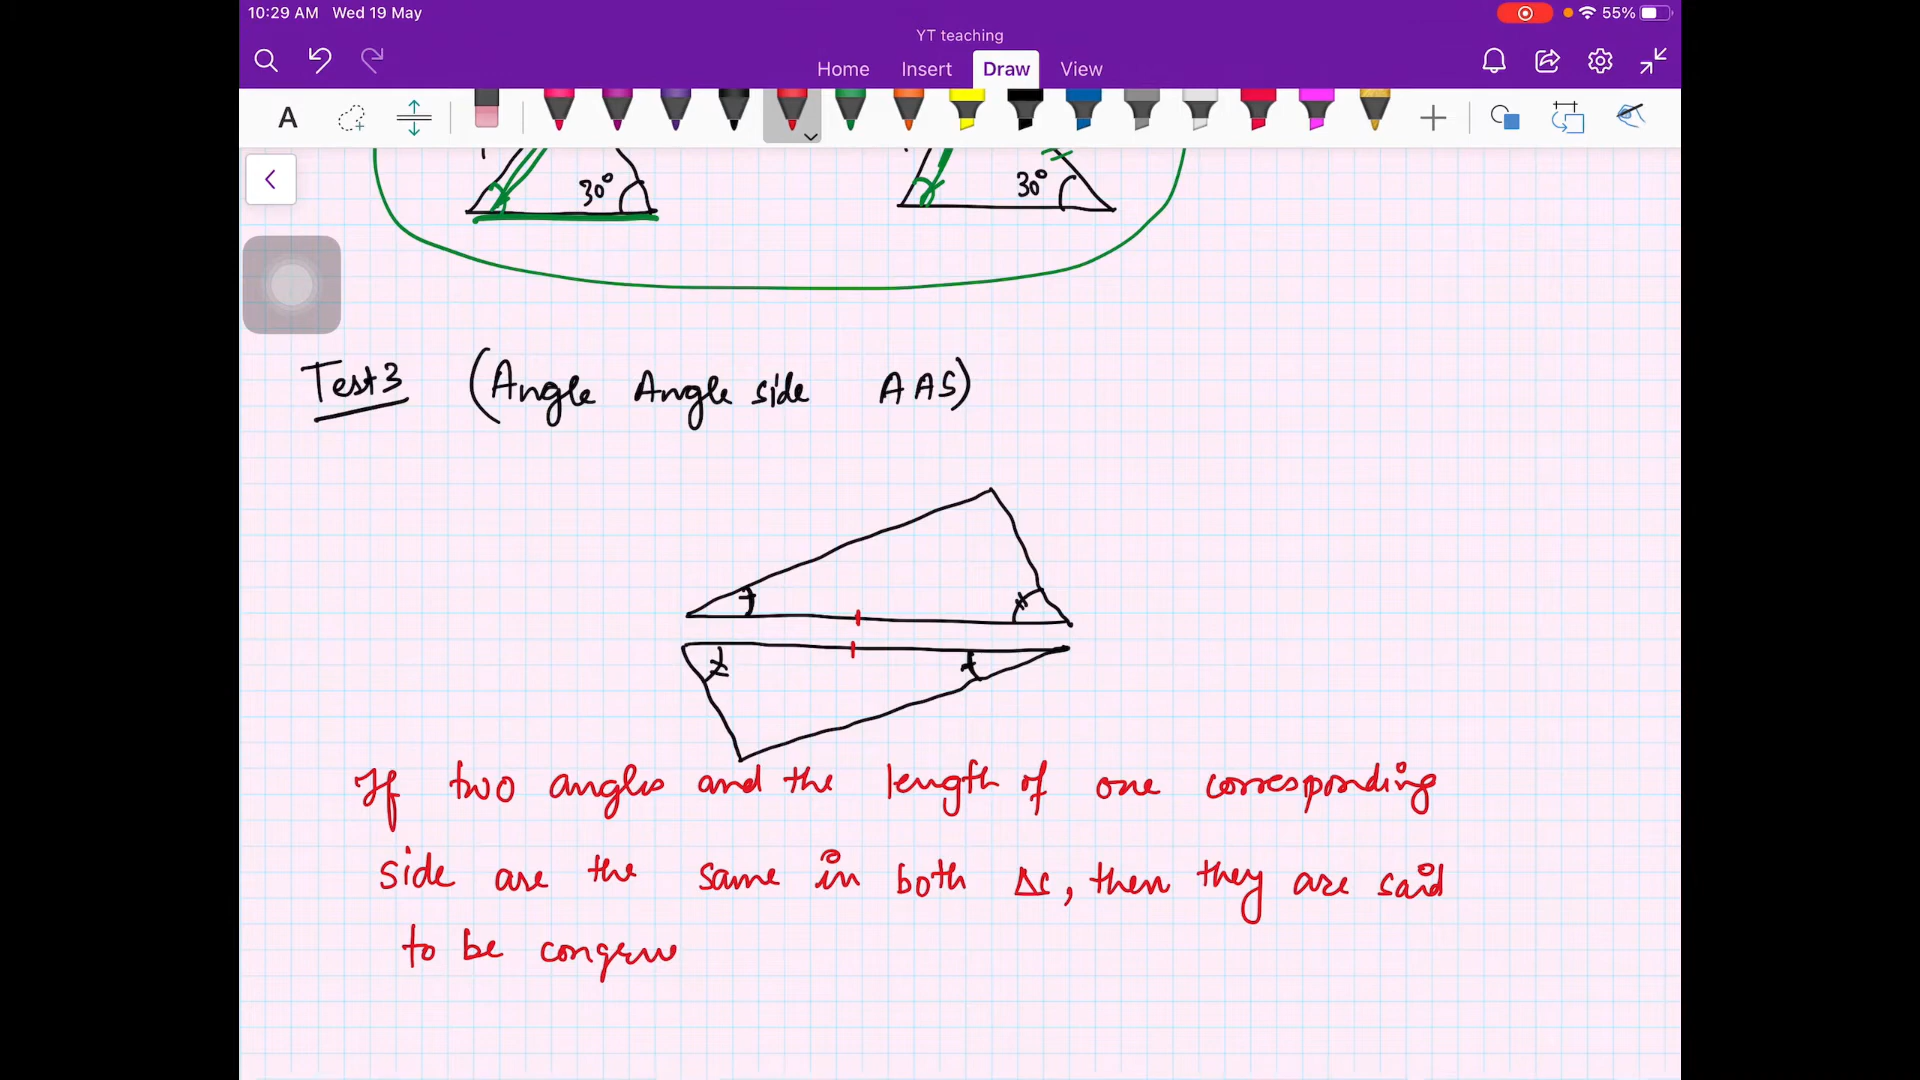 10:29 AM Wed 19 May
55%
YT teaching
Home Insert Draw View
A
30° 30°
Test 3 (Angle Angle side AAS)
If two angles and the length of one corresponding
side are the same in both Δs, then they are said
to be congru